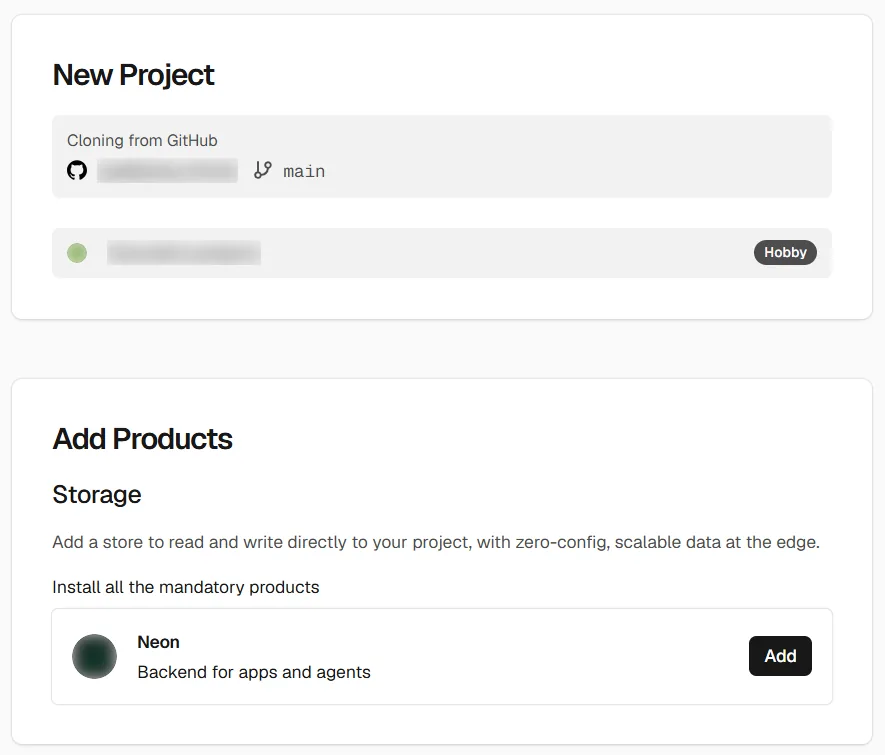 New Project
Cloning from GitHub
main
Hobby
Add Products
Storage
Add a store to read and write directly to your project, with zero-config, scalable data at the edge.
Install all the mandatory products
Neon
Backend for apps and agents
Add